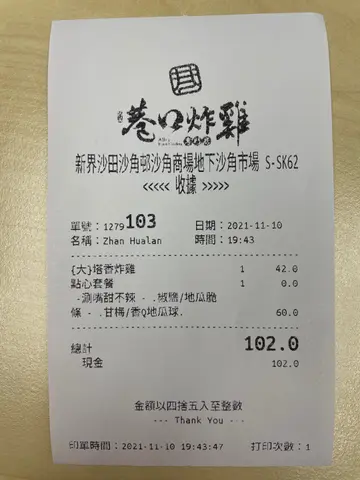 巷口炸雞
新界沙田沙角邨沙角商場地下沙角市場 S-SK62
<<<<< 收據 >>>>>
單號：1279103 日期：2021-11-10
名稱：Zhan Hualan 時間：19:43
{大}塔香炸雞 1 42.0
點心套餐 1 0.0
-涮嘴甜不辣 - .椒鹽/地瓜脆
條 - .甘梅/香Q地瓜球. 60.0
總計 102.0
現金 102.0
金額以四捨五入至整數
--- Thank You ---
印單時間：2021-11-10 19:43:47 打印次數：1